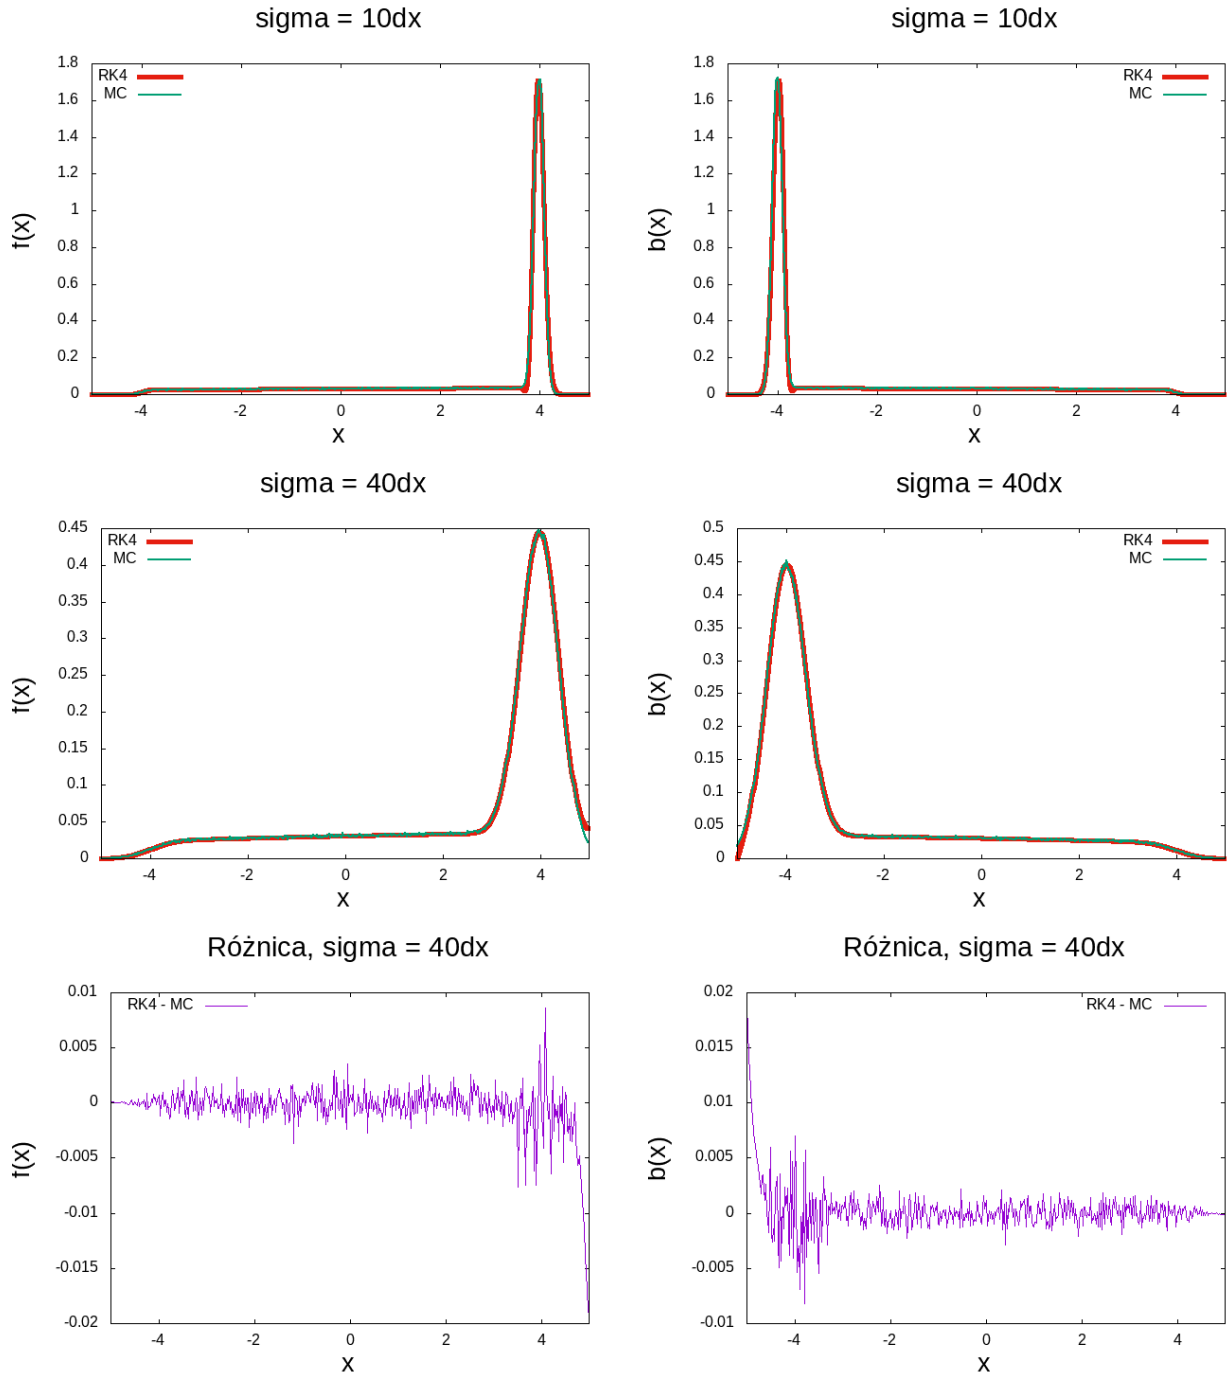 sigma = 10dx
RK4
MC
1.8
1.6
1.4
1.2
1
0.8
0.6
0.4
0.2
0
-4 -2 0 2 4
f(x)
x
sigma = 10dx
RK4
MC
1.8
1.6
1.4
1.2
1
0.8
0.6
0.4
0.2
0
-4 -2 0 2 4
b(x)
x
sigma = 40dx
RK4
MC
0.45
0.4
0.35
0.3
0.25
0.2
0.15
0.1
0.05
0
-4 -2 0 2 4
f(x)
x
sigma = 40dx
RK4
MC
0.5
0.45
0.4
0.35
0.3
0.25
0.2
0.15
0.1
0.05
0
-4 -2 0 2 4
b(x)
x
Różnica, sigma = 40dx
RK4 - MC
0.01
0.005
0
-0.005
-0.01
-0.015
-0.02
-4 -2 0 2 4
f(x)
x
Różnica, sigma = 40dx
RK4 - MC
0.02
0.015
0.01
0.005
0
-0.005
-0.01
-4 -2 0 2 4
b(x)
x